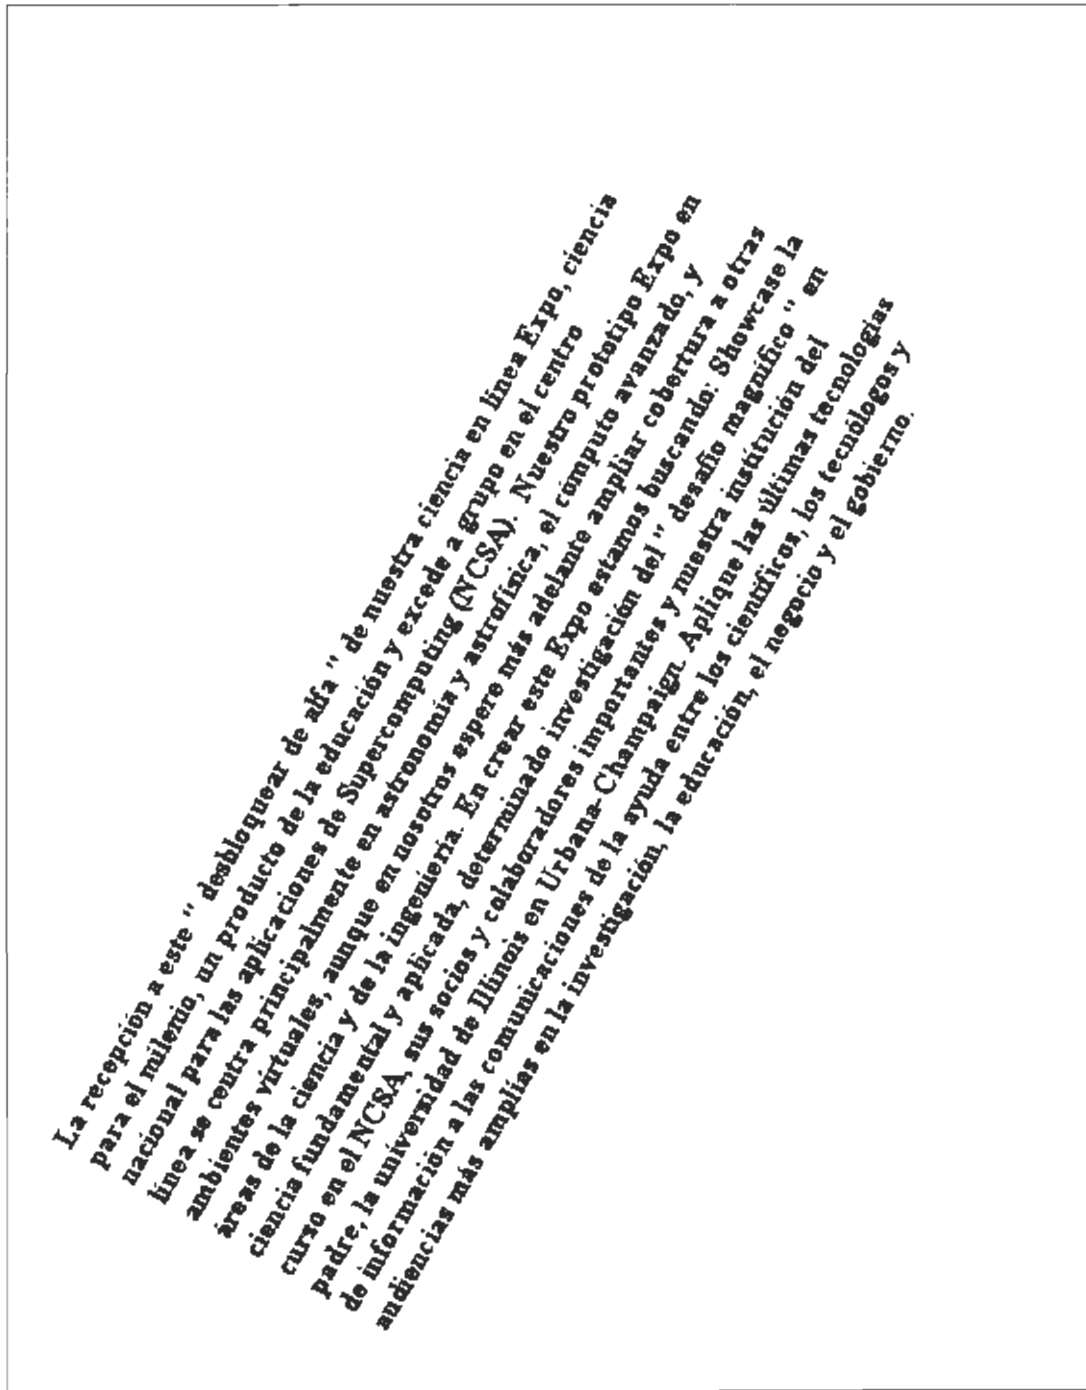 La recepción a este " desbloquear de alfa " de nuestra ciencia en línea Expo, ciencia
para el milenio, un producto de la educación y excede a grupo en el centro
nacional para las aplicaciones de Supercomputing (NCSA). Nuestro prototipo Expo en
línea se centra principalmente en astronomía y astrofísica, el cómputo avanzado, y
ambientes virtuales, aunque en nosotros espere más adelante ampliar cobertura a otras
áreas de la ciencia y de la ingeniería. En crear este Expo estamos buscando: Showcase la
ciencia fundamental y aplicada, determinado investigación del " desafío magnífico " en
curso en el NCSA, sus socios y colaboradores importantes y nuestra institución del
padre, la universidad de Illinois en Urbana-Champaign. Aplique las últimas tecnologías
de información a las comunicaciones de la ayuda entre los científicos, los tecnólogos y
audiencias más amplias en la investigación, la educación, el negocio y el gobierno.